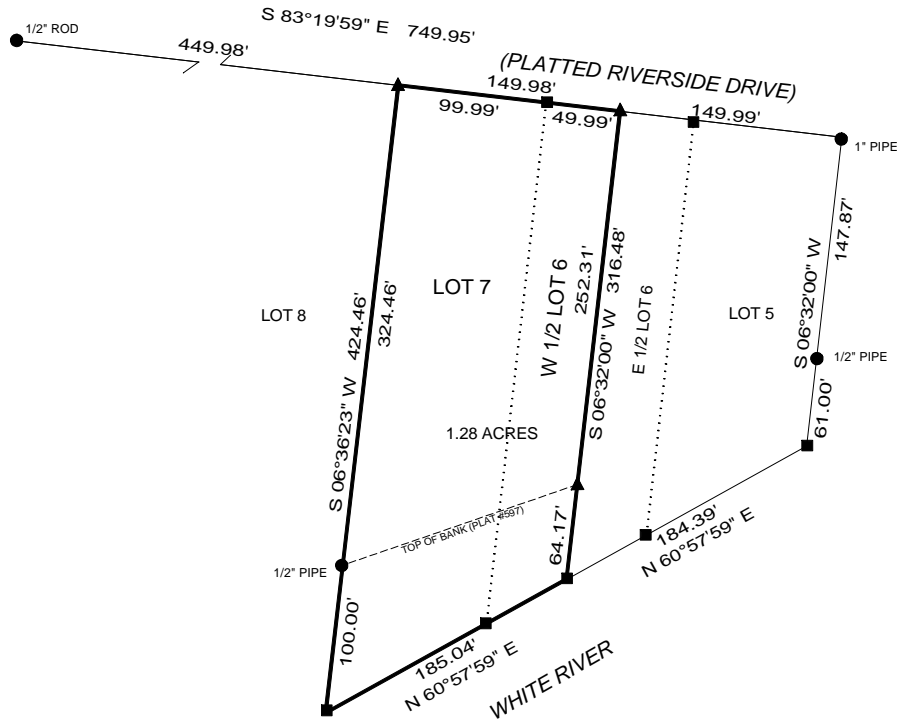 S 83°19'59" E 749.95'
1/2" ROD
449.98'
(PLATTED RIVERSIDE DRIVE)
149.98'
99.99'
49.99'
149.99'
1" PIPE
147.87'
S 06°32'00" W
LOT 8
S 06°36'23" W 424.46'
324.46'
LOT 7
W 1/2 LOT 6
252.31'
S 06°32'00" W 316.48'
E 1/2 LOT 6
LOT 5
1/2" PIPE
61.00'
1.28 ACRES
TOP OF BANK (PLAT #597)
64.17'
184.39'
N 60°57'59" E
1/2" PIPE
100.00'
185.04'
N 60°57'59" E
WHITE RIVER